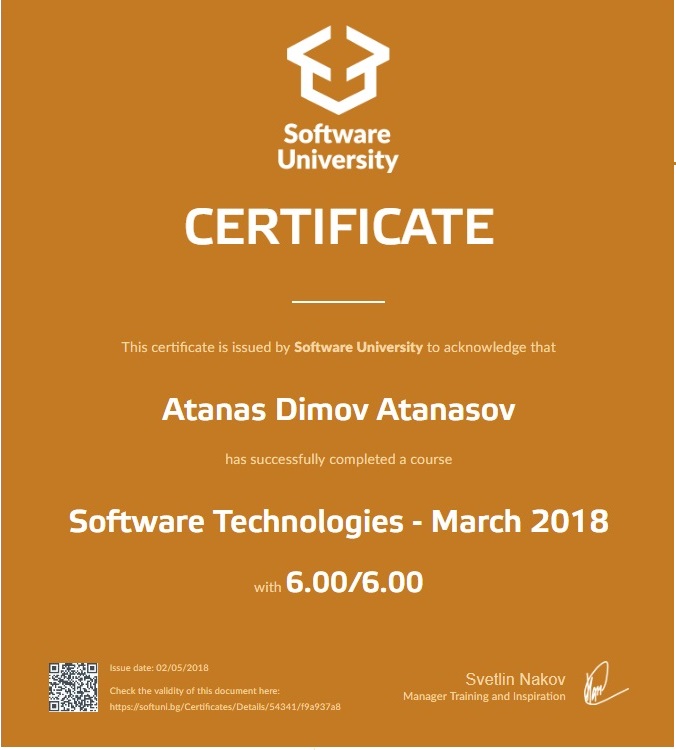 Software
University
CERTIFICATE
This certificate is issued by Software University to acknowledge that
Atanas Dimov Atanasov
has successfully completed a course
Software Technologies - March 2018
with 6.00/6.00
Issue date: 02/05/2018
Check the validity of this document here:
https://softuni.bg/Certificates/Details/54341/f9a937a8
Svetlin Nakov
Manager Training and Inspiration